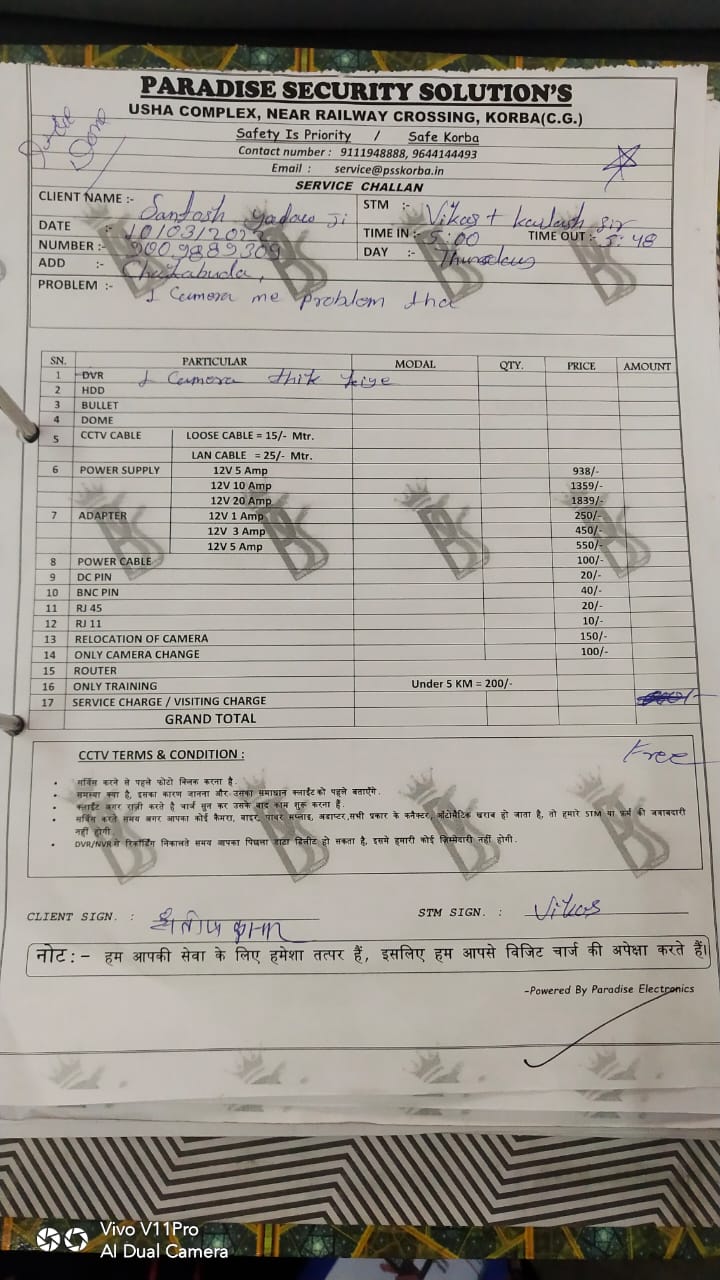 PARADISE SECURITY SOLUTION'S
USHA COMPLEX, NEAR RAILWAY CROSSING, KORBA(C.G.)
Safety Is Priority / Safe Korba
Contact number : 9111948888, 9644144493
Email : service@psskorba.in
Done
SERVICE CHALLAN
CLIENT NAME :- Santosh yadaw ji
STM :- Vikas + kailash sir
DATE : 10/03/2022
TIME IN :- 5:00 TIME OUT :- 5:48
NUMBER :- 9009889309
DAY :- Thursday
ADD :-
PROBLEM :- 1 Camera me problem tha
SN. PARTICULAR MODAL QTY. PRICE AMOUNT
1 DVR 1 Camera thik kiye
2 HDD
3 BULLET
4 DOME
5 CCTV CABLE LOOSE CABLE = 15/- Mtr.
LAN CABLE = 25/- Mtr.
6 POWER SUPPLY 12V 5 Amp 938/-
12V 10 Amp 1359/-
12V 20 Amp 1839/-
7 ADAPTER 12V 1 Amp 250/-
12V 3 Amp 450/-
12V 5 Amp 550/-
8 POWER CABLE 100/-
9 DC PIN 20/-
10 BNC PIN 40/-
11 RJ 45 20/-
12 RJ 11 10/-
13 RELOCATION OF CAMERA 150/-
14 ONLY CAMERA CHANGE 100/-
15 ROUTER
16 ONLY TRAINING Under 5 KM = 200/-
17 SERVICE CHARGE / VISITING CHARGE
GRAND TOTAL
Free
CCTV TERMS & CONDITION :
• सर्विस करने से पहले फोटो क्लिक करना है.
• समस्या क्या है, इसका कारण जानना और उसका समाधान क्लाईंट को पहले बताएँगे.
• क्लाईंट अगर राज़ी करते है चार्ज सुन कर उसके बाद काम शुरू करना हैं.
• सर्विस करते समय अगर आपका कोई कैमरा, वाइर, पावर सप्लाइ, अडाप्टर,सभी प्रकार के कनैक्टर, ऑटोमैटिक खराब हो जाता है, तो हमारे STM या फ़र्म की जवाबदारी
नहीं होगी.
• DVR/NVR से रिकॉर्डिंग निकालते समय आपका पिछला डाटा डिलीट हो सकता है, इसमे हमारी कोई ज़िम्मेदारी नहीं होगी.
CLIENT SIGN. :
STM SIGN. : Vikas
नोट:- हम आपकी सेवा के लिए हमेशा तत्पर हैं, इसलिए हम आपसे विजिट चार्ज की अपेक्षा करते हैं।
-Powered By Paradise Electronics
Vivo V11Pro
AI Dual Camera